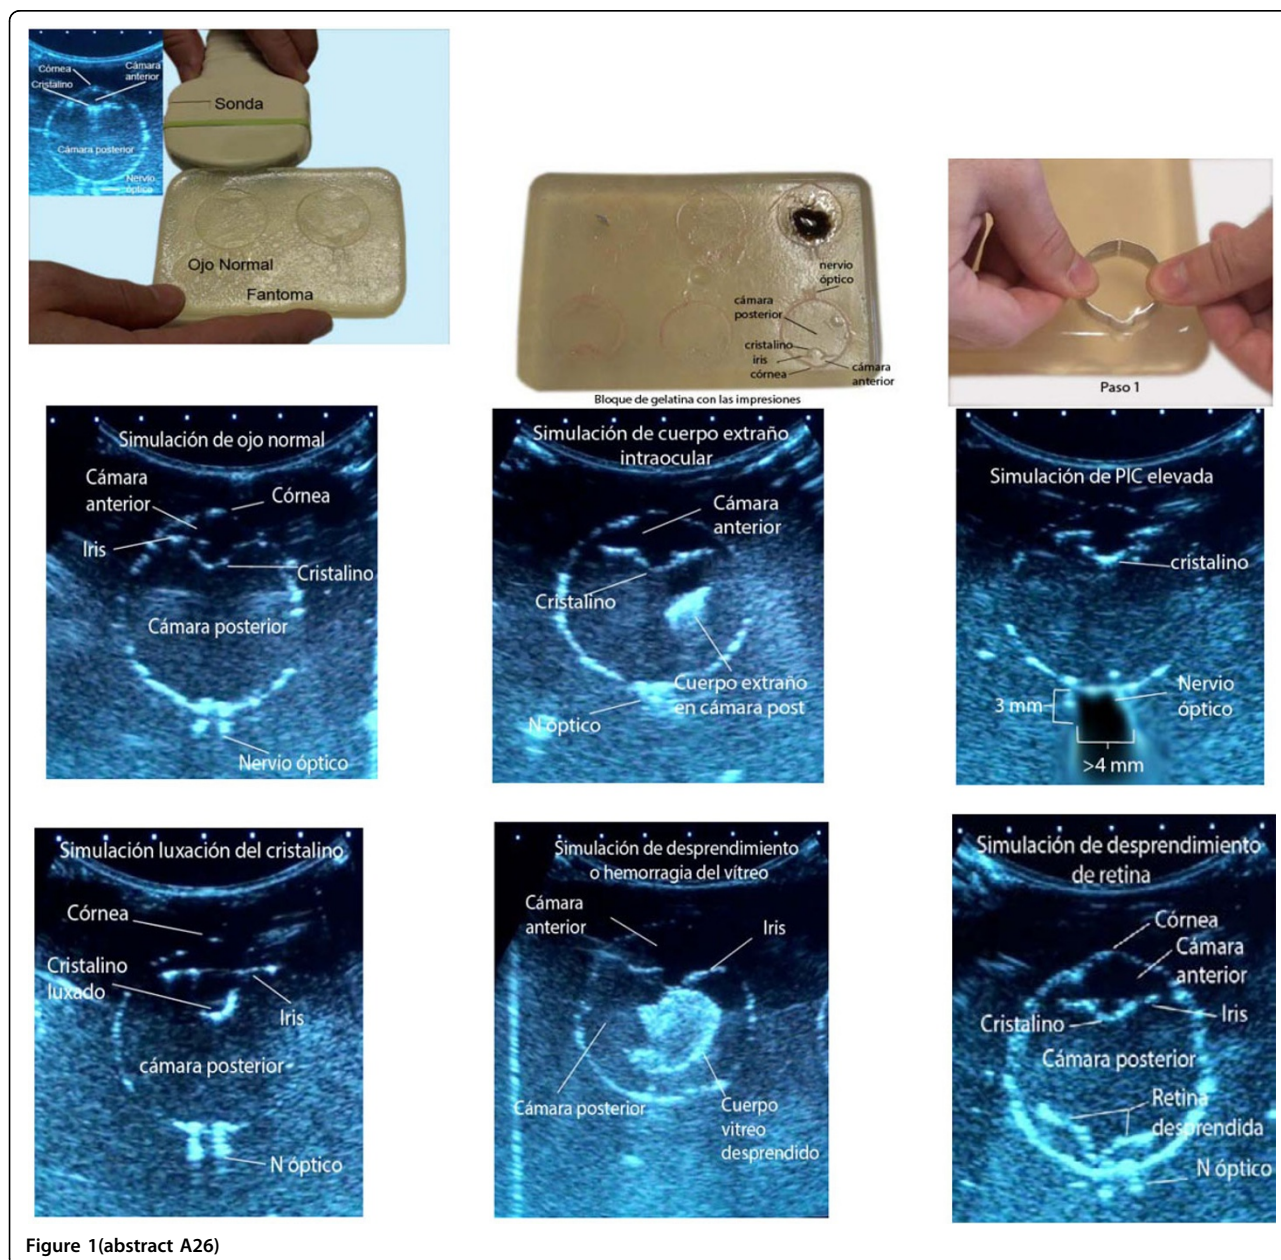 Córnea
Cámara
anterior
Cristalino
Sonda
Cámara posterior
Nervio
óptico
Ojo Normal
Fantoma
nervio
óptico
cámara
posterior
cristalino
iris
córnea
cámara
anterior
Bloque de gelatina con las impresiones
Paso 1
Simulación de ojo normal
Cámara
anterior
Córnea
Iris
Cristalino
Cámara posterior
Nervio óptico
Simulación de cuerpo extraño
intraocular
Cámara
anterior
Cristalino
Cuerpo extraño
en cámara post
N óptico
Simulación de PIC elevada
cristalino
Nervio
óptico
3 mm
>4 mm
Simulación luxación del cristalino
Córnea
Cristalino
luxado
Iris
cámara posterior
N óptico
Simulación de desprendimiento
o hemorragia del vítreo
Cámara
anterior
Iris
Cámara posterior
Cuerpo
vitreo
desprendido
Simulación de desprendimiento
de retina
Córnea
Cámara
anterior
Cristalino
Iris
Cámara posterior
Retina
desprendida
N óptico
Figure 1(abstract A26)